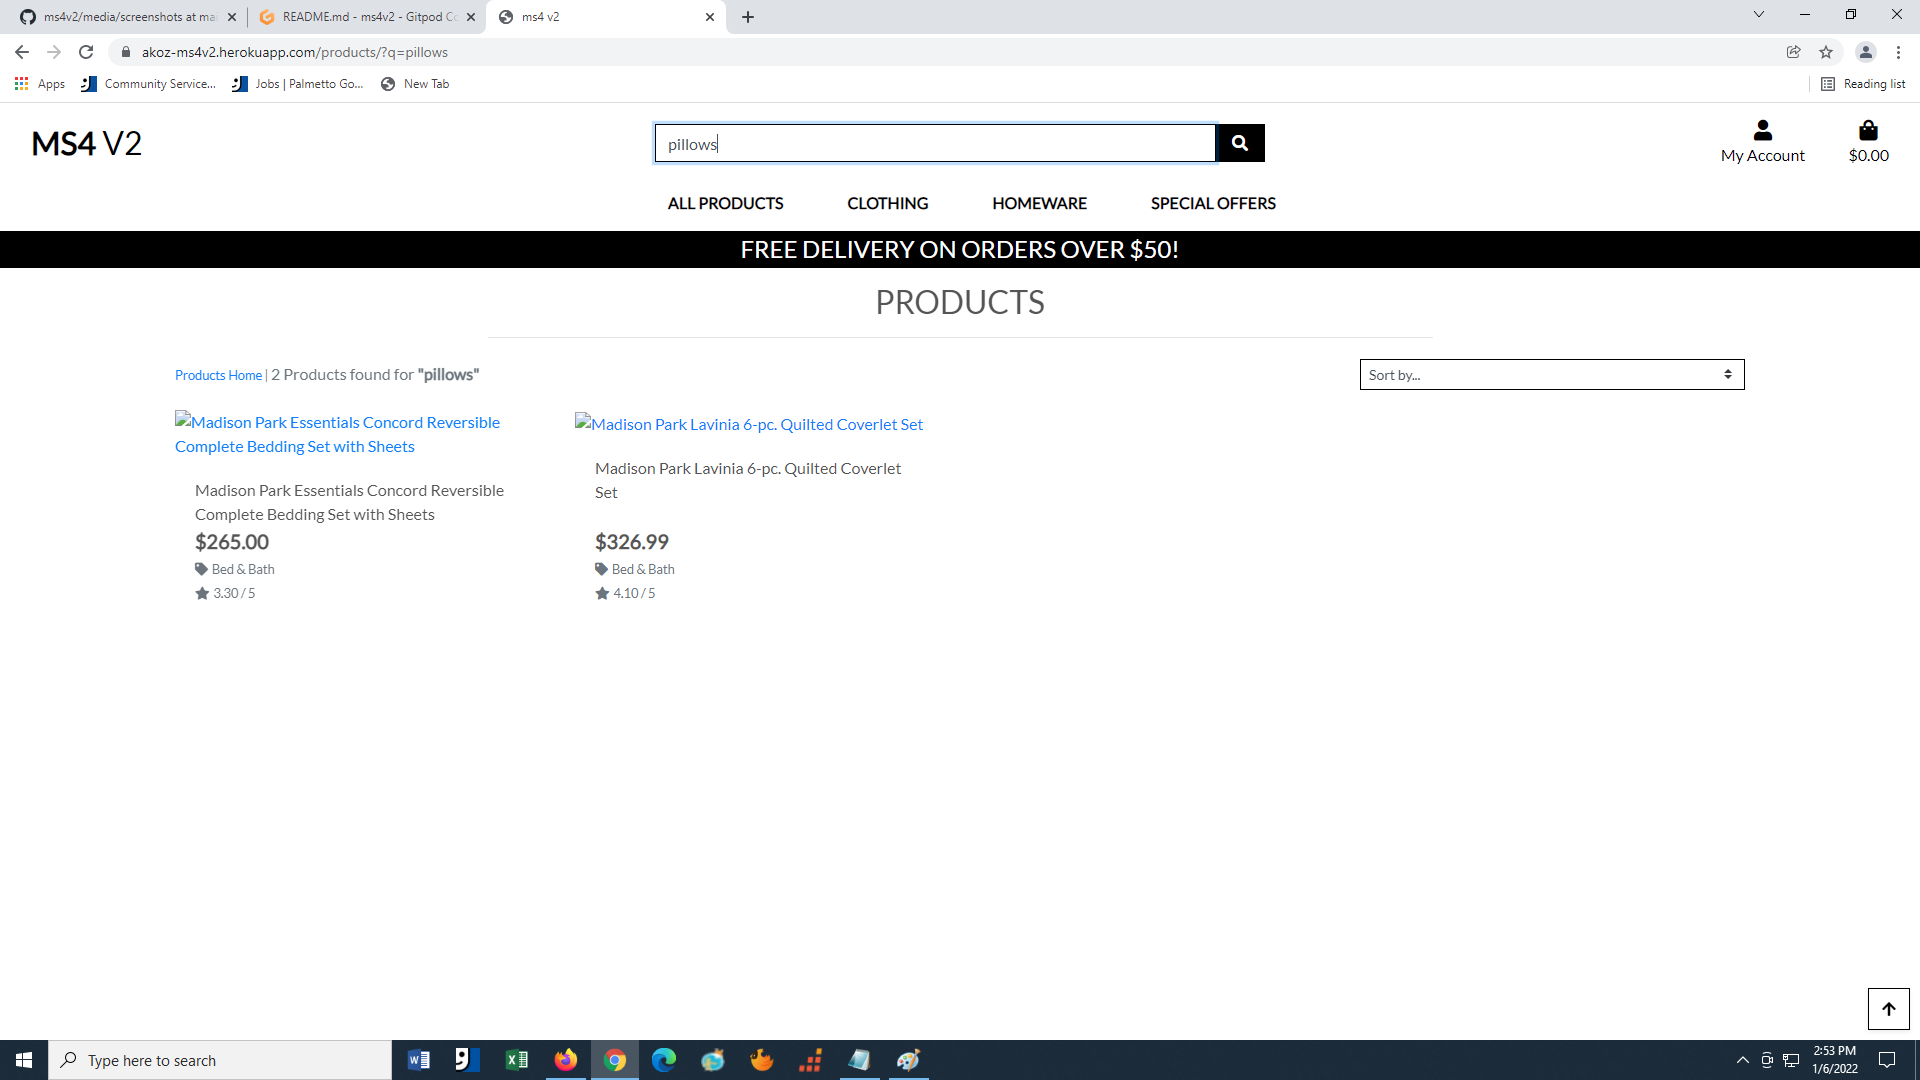 ms4v2/media/screenshots at mai
README.md - ms4v2 - Gitpod Co
ms4 v2
akoz-ms4v2.herokuapp.com/products/?q=pillows
Apps
Community Service...
Jobs | Palmetto Go...
New Tab
Reading list
MS4 V2
pillows
My Account
$0.00
ALL PRODUCTS
CLOTHING
HOMEWARE
SPECIAL OFFERS
FREE DELIVERY ON ORDERS OVER $50!
PRODUCTS
Products Home | 2 Products found for "pillows"
Sort by...
Madison Park Essentials Concord Reversible
Complete Bedding Set with Sheets
Madison Park Essentials Concord Reversible
Complete Bedding Set with Sheets
$265.00
Bed & Bath
3.30 / 5
Madison Park Lavinia 6-pc. Quilted Coverlet Set
Madison Park Lavinia 6-pc. Quilted Coverlet
Set
$326.99
Bed & Bath
4.10 / 5
Type here to search
2:53 PM
1/6/2022